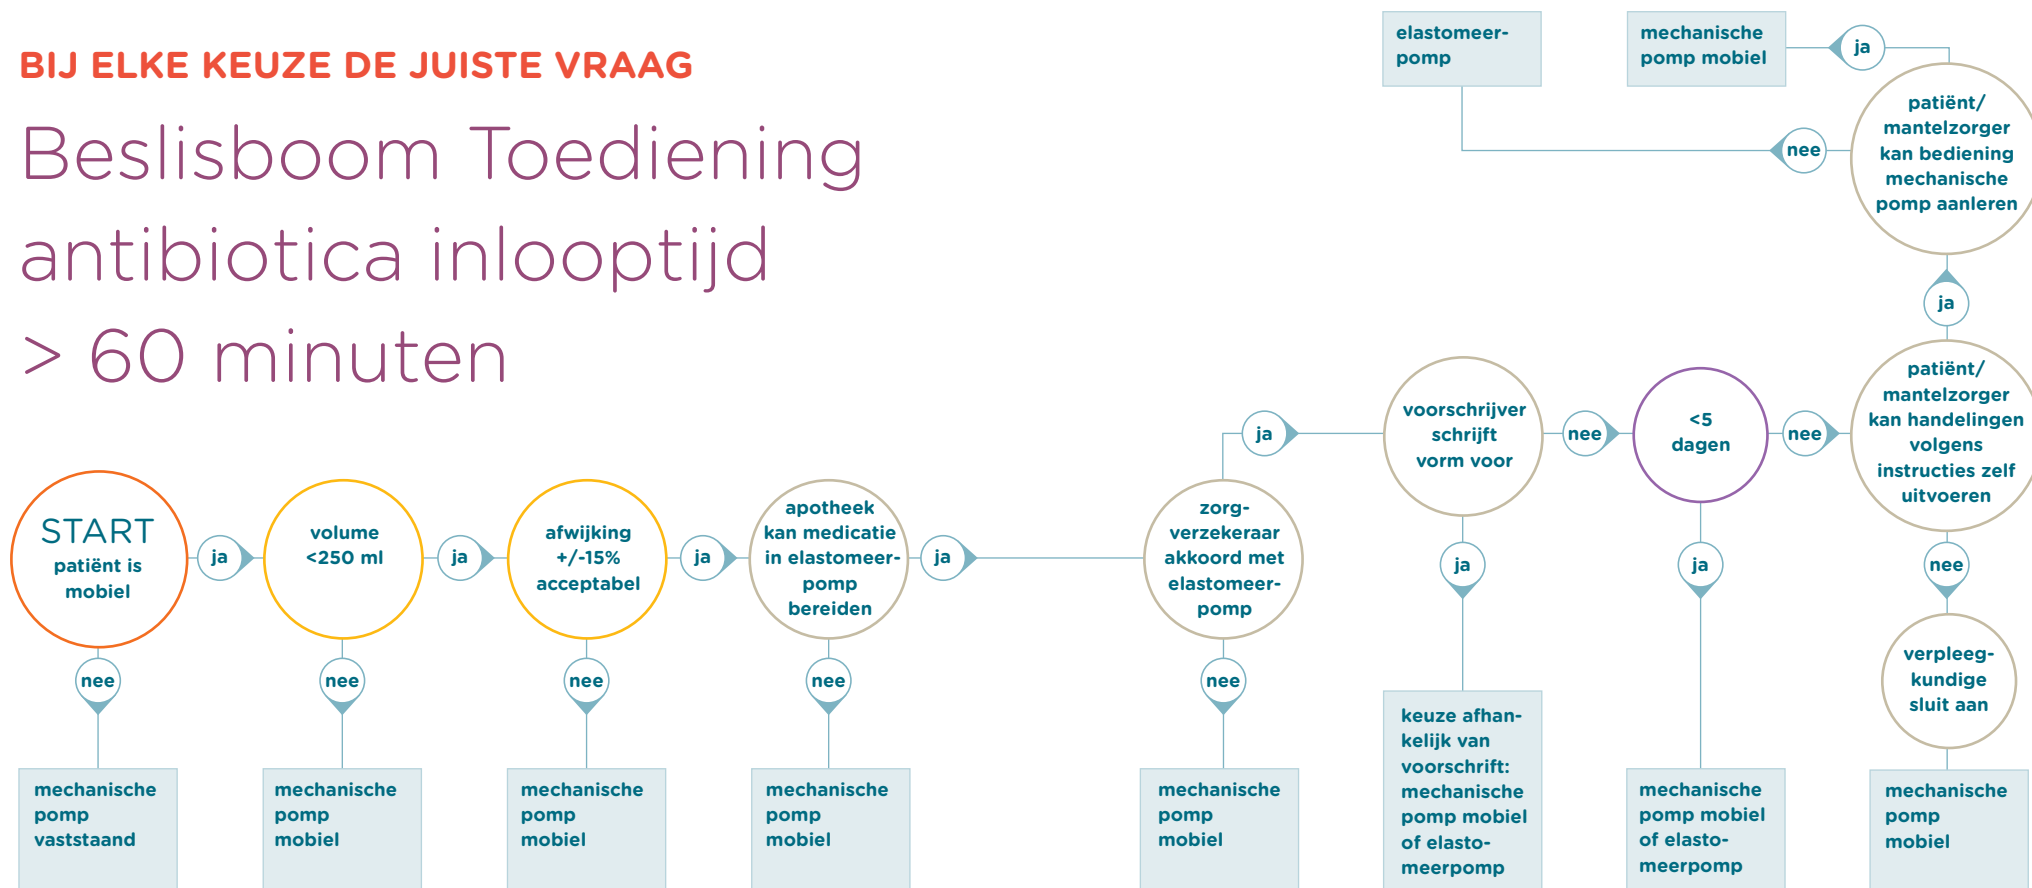 BIJ ELKE KEUZE DE JUISTE VRAAG
Beslisboom Toediening
antibiotica inlooptijd
> 60 minuten
START
patiënt is
mobiel
ja
nee
mechanische
pomp
vaststaand
volume
<250 ml
ja
nee
mechanische
pomp
mobiel
afwijking
+/-15%
acceptabel
ja
nee
mechanische
pomp
mobiel
apotheek
kan medicatie
in elastomeer-
pomp
bereiden
ja
nee
mechanische
pomp
mobiel
zorg-
verzekeraar
akkoord met
elastomeer-
pomp
ja
nee
mechanische
pomp
mobiel
voorschrijver
schrijft
vorm voor
nee
ja
keuze afhan-
kelijk van
voorschrift:
mechanische
pomp mobiel
of elasto-
meerpomp
<5
dagen
nee
ja
mechanische
pomp mobiel
of elasto-
meerpomp
patiënt/
mantelzorger
kan handelingen
volgens
instructies zelf
uitvoeren
nee
verpleeg-
kundige
sluit aan
mechanische
pomp
mobiel
ja
patiënt/
mantelzorger
kan bediening
mechanische
pomp aanleren
ja
mechanische
pomp mobiel
nee
elastomeer-
pomp